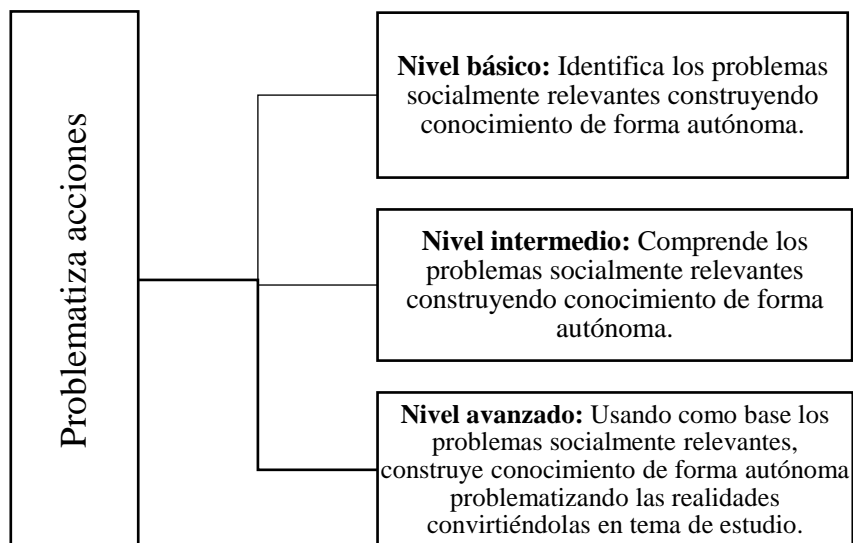 Problematiza acciones
Nivel básico: Identifica los problemas
socialmente relevantes construyendo
conocimiento de forma autónoma.
Nivel intermedio: Comprende los
problemas socialmente relevantes
construyendo conocimiento de forma
autónoma.
Nivel avanzado: Usando como base los
problemas socialmente relevantes,
construye conocimiento de forma autónoma
problematizando las realidades
convirtiéndolas en tema de estudio.